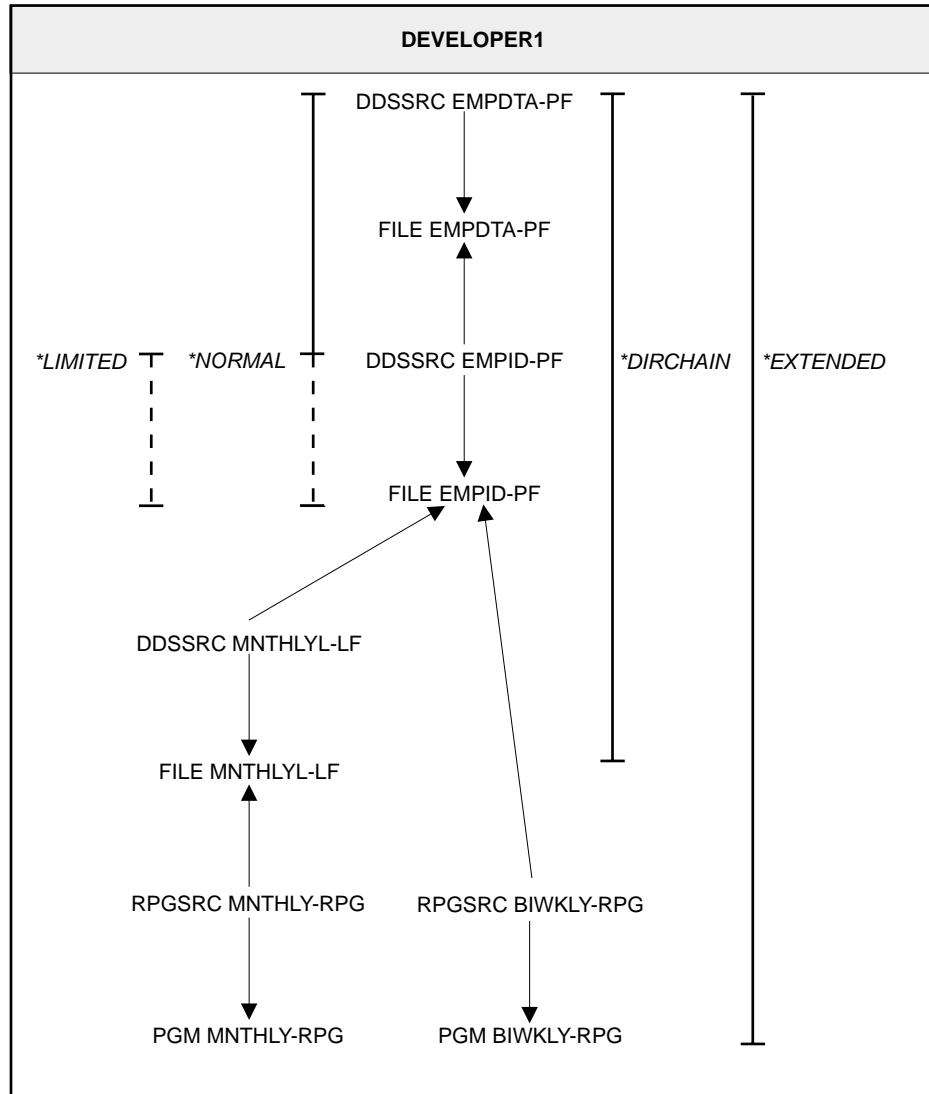 DEVELOPER1
DDSSRC EMPDTA-PF
FILE EMPDTA-PF
*LIMITED
*NORMAL
DDSSRC EMPID-PF
*DIRCHAIN
*EXTENDED
FILE EMPID-PF
DDSSRC MNTHLYL-LF
FILE MNTHLYL-LF
RPGSRC MNTHLY-RPG
RPGSRC BIWKLY-RPG
PGM MNTHLY-RPG
PGM BIWKLY-RPG